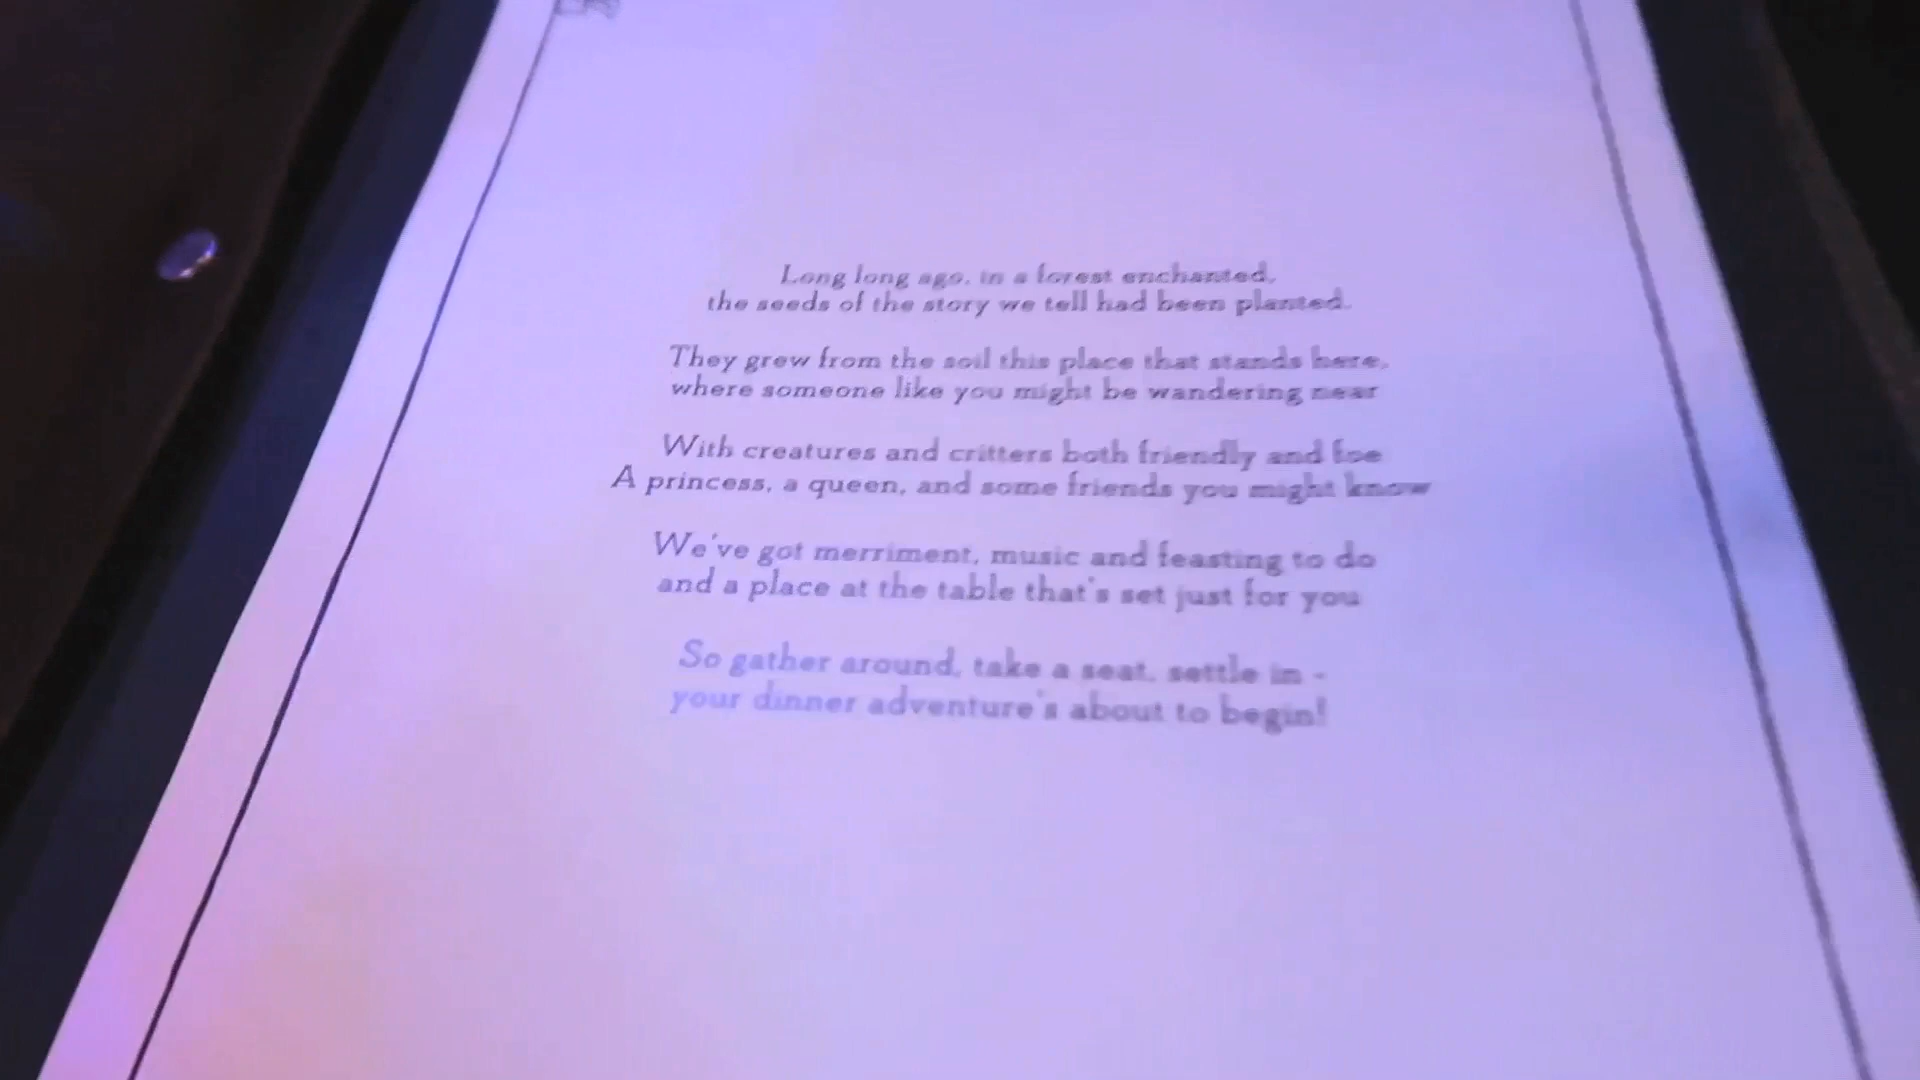 Long long ago, in a forest enchanted,
the seeds of the story we tell had been planted.
They grew from the soil this place that stands here,
where someone like you might be wandering near
With creatures and critters both friendly and foe
A princess, a queen, and some friends you might know
We've got merriment, music and feasting to do
and a place at the table that's set just for you
So gather around, take a seat, settle in -
your dinner adventure's about to begin!